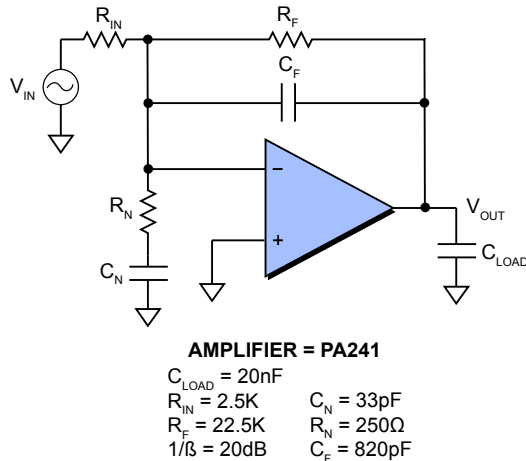 R_IN
R_F
C_F
V_IN
−
+
R_N
V_OUT
C_N
C_LOAD
AMPLIFIER = PA241
C_LOAD = 20nF
R_IN = 2.5K C_N = 33pF
R_F = 22.5K R_N = 250Ω
1/ß = 20dB C_F = 820pF